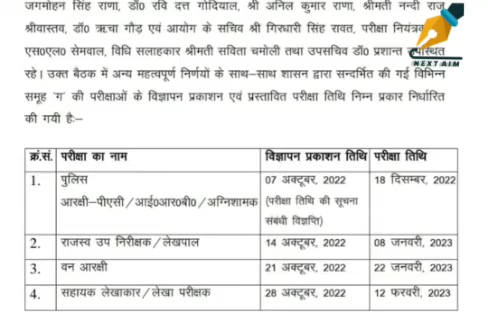 जगमोहन सिंह राणा, डॉ0 रवि दत्त गोदियाल, श्री अनिल कुमार राणा, श्रीमती नन्दी राज
श्रीवास्तव, डॉ0 ऋचा गौड़ एवं आयोग के सचिव श्री गिरधारी सिंह रावत, परीक्षा नियंत्रक
एस0एल0 सेमवाल, विधि सलाहकार श्रीमती सविता चमोली तथा उपसचिव डॉ0 प्रशान्त उपस्थित
NEXT AIM
रहे। उक्त बैठक में अन्य महत्वपूर्ण निर्णयों के साथ–साथ शासन द्वारा सन्दर्भित की गई विभिन्न
समूह 'ग' की परीक्षाओं के विज्ञापन प्रकाशन एवं प्रस्तावित परीक्षा तिथि निम्न प्रकार निर्धारित
की गयी हैः–
क्रं.सं. परीक्षा का नाम विज्ञापन प्रकाशन तिथि परीक्षा तिथि
1. पुलिस 07 अक्टूबर, 2022 18 दिसम्बर, 2022
आरक्षी–पीएसी/आई0आर0बी0/अग्निशामक (परीक्षा तिथि की सूचना
संबंधी विज्ञप्ति)
2. राजस्व उप निरीक्षक/लेखपाल 14 अक्टूबर, 2022 08 जनवरी, 2023
3. वन आरक्षी 21 अक्टूबर, 2022 22 जनवरी, 2023
4. सहायक लेखाकार/लेखा परीक्षक 28 अक्टूबर, 2022 12 फरवरी, 2023